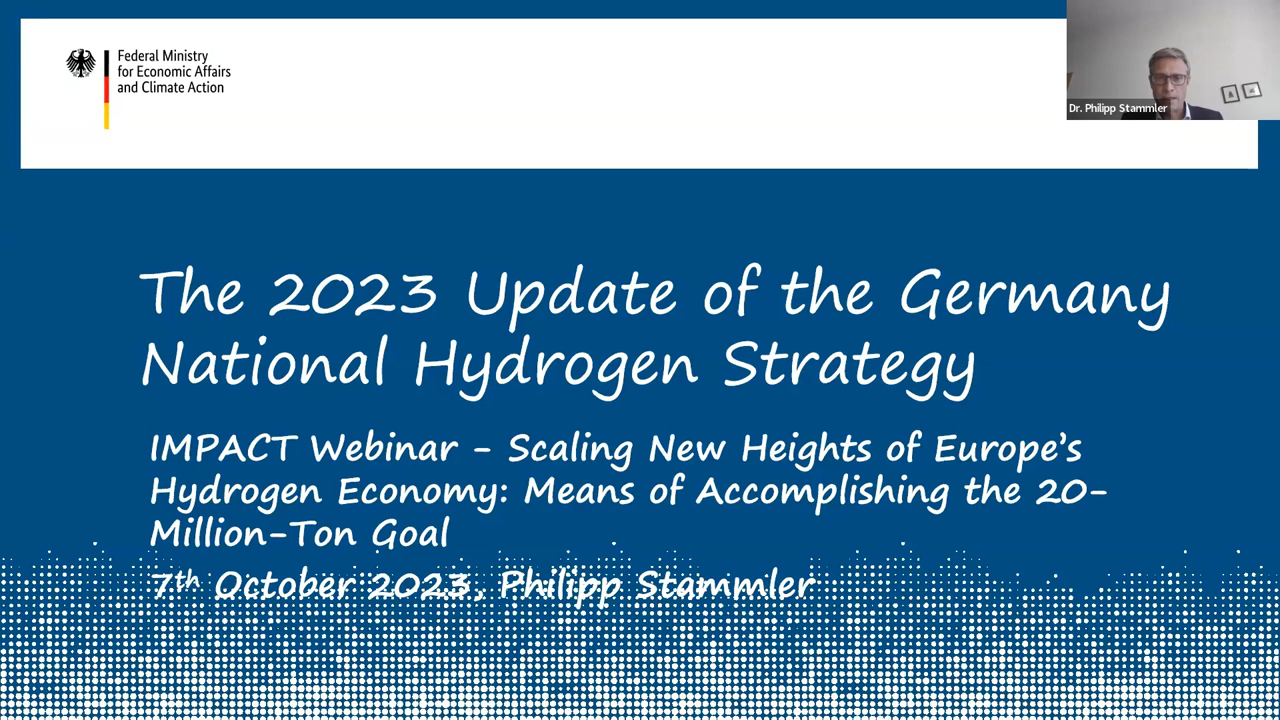 Federal Ministry
for Economic Affairs
and Climate Action
Dr. Philipp Stammler
The 2023 Update of the Germany
National Hydrogen Strategy
IMPACT Webinar - Scaling New Heights of Europe's
Hydrogen Economy: Means of Accomplishing the 20-
Million-Ton Goal
7th October 2023, Philipp Stammler